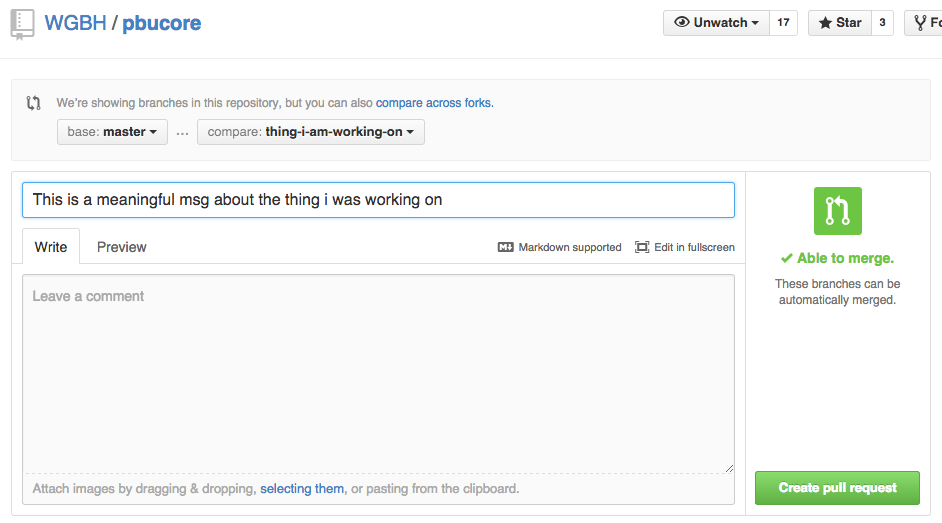 WGBH / pbucore
Unwatch 17 Star 3
We're showing branches in this repository, but you can also compare across forks.
base: master ... compare: thing-i-am-working-on
This is a meaningful msg about the thing i was working on
Write Preview Markdown supported Edit in fullscreen
Leave a comment
Attach images by dragging & dropping, selecting them, or pasting from the clipboard.
Able to merge.
These branches can be
automatically merged.
Create pull request